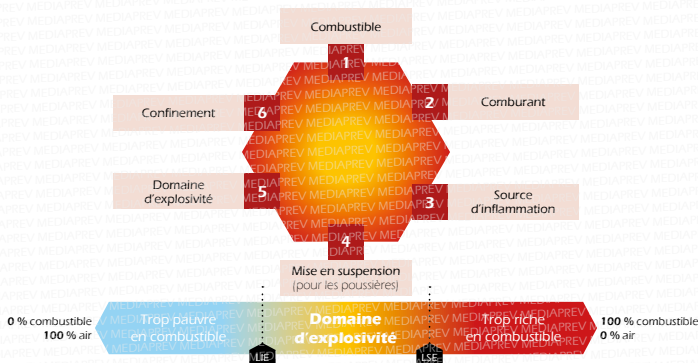 Combustible
1
6
2
Confinement
Comburant
Domaine
d'explosivité
5
3
Source
d'inflammation
4
Mise en suspension
(pour les poussières)
0 % combustible
100 % air
Trop pauvre
en combustible
Domaine
d'explosivité
Trop riche
en combustible
100 % combustible
0 % air
LIE
LSE
MEDIAPREV